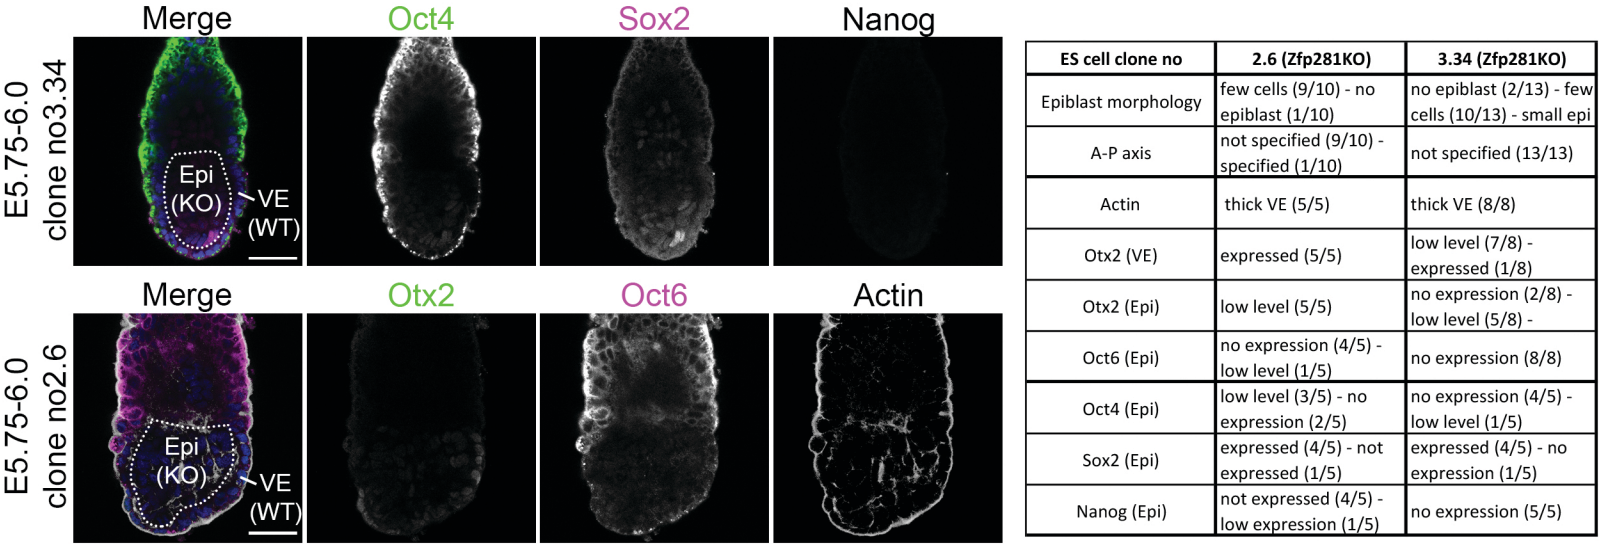 Merge
Oct4
Sox2
Nanog
E5.75-6.0
clone no3.34
Epi
(KO)
VE
(WT)
Merge
Otx2
Oct6
Actin
E5.75-6.0
clone no2.6
Epi
(KO)
VE
(WT)
ES cell clone no 2.6 (Zfp281KO) 3.34 (Zfp281KO)
Epiblast morphology
few cells (9/10) - no
epiblast (1/10)
no epiblast (2/13) - few
cells (10/13) - small epi
A-P axis
not specified (9/10) -
specified (1/10)
not specified (13/13)
Actin thick VE (5/5) thick VE (8/8)
Otx2 (VE)
expressed (5/5)
low level (7/8) -
expressed (1/8)
Otx2 (Epi)
low level (5/5)
no expression (2/8) -
low level (5/8) -
Oct6 (Epi)
no expression (4/5) -
low level (1/5)
no expression (8/8)
Oct4 (Epi)
low level (3/5) - no
expression (2/5)
no expression (4/5) -
low level (1/5)
Sox2 (Epi)
expressed (4/5) - not
expressed (1/5)
expressed (4/5) - no
expression (1/5)
Nanog (Epi)
not expressed (4/5) -
low expression (1/5)
no expression (5/5)